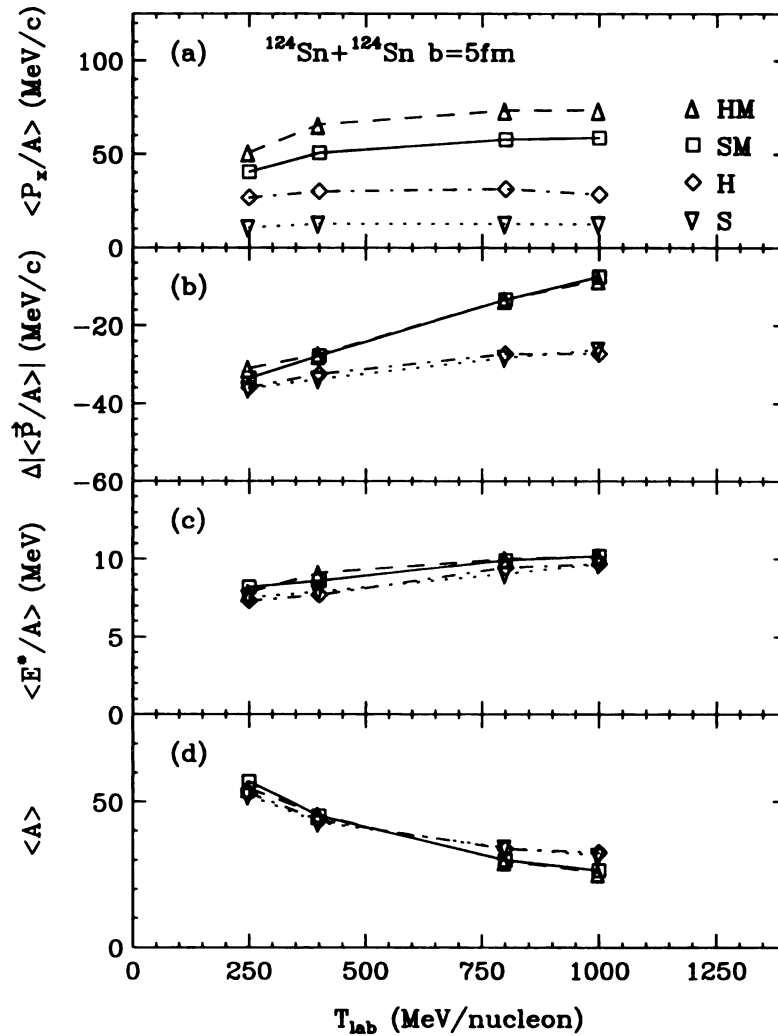 (a) ¹²⁴Sn+¹²⁴Sn b=5fm
<Pₓ/A> (MeV/c)
100
50
0
HM
SM
H
S
(b)
Δ|<P⃗/A>| (MeV/c)
−20
−40
−60
(c)
<E*/A> (MeV)
10
5
0
(d)
<A>
50
0
0 250 500 750 1000 1250
T_lab (MeV/nucleon)